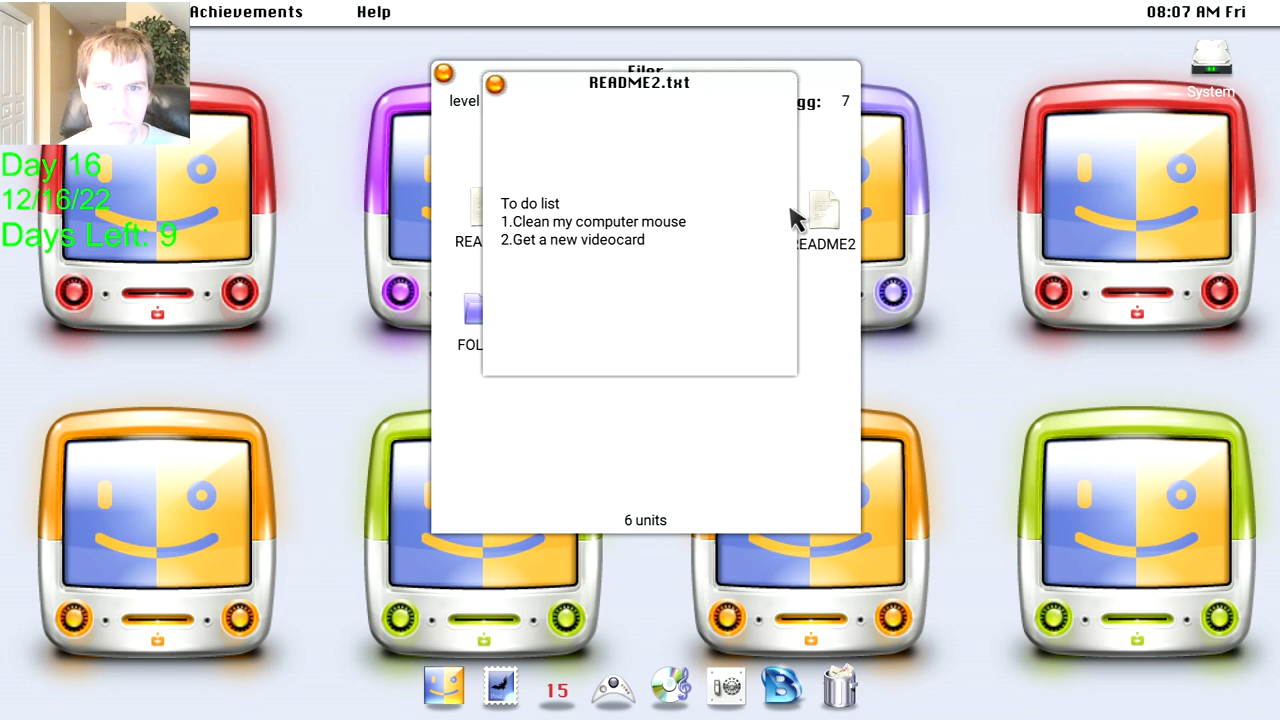 Achievements Help 08:07 AM Fri
System
Day 16
12/16/22
Days Left: 9
Filer
README2.txt
level gg: 7
To do list
1.Clean my computer mouse
2.Get a new videocard
REA README2
FOL
6 units
15
B